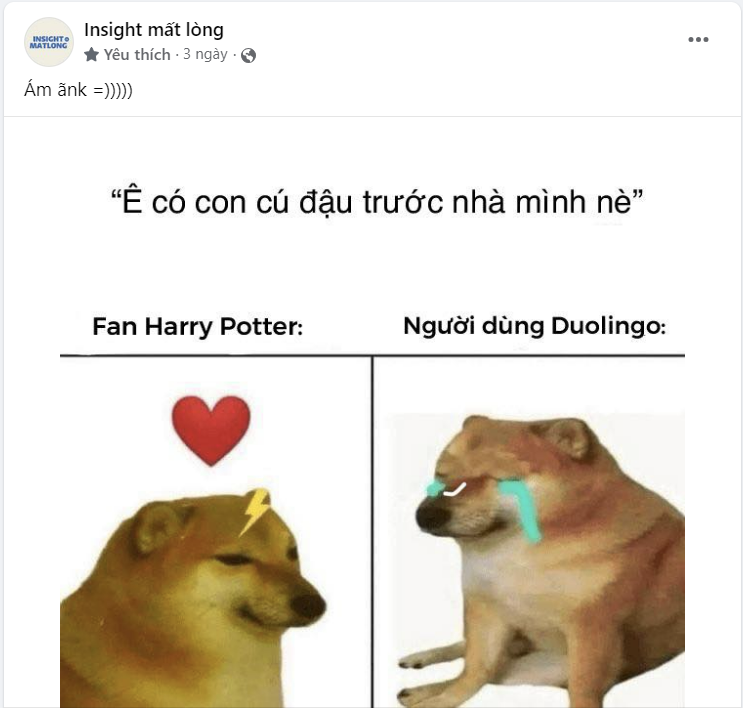 INSIGHT
MATLONG
Insight mất lòng
Yêu thích · 3 ngày ·
Ám ãnk =)))))
“Ê có con cú đậu trước nhà mình nè”
Fan Harry Potter:
Người dùng Duolingo: